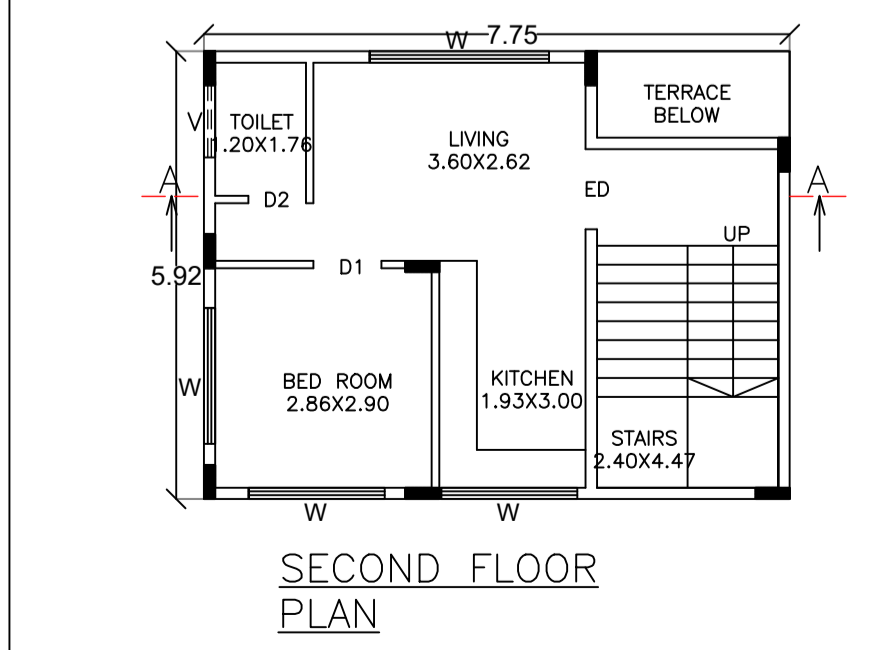 W 7.75
TERRACE
BELOW
V
TOILET
1.20X1.76
LIVING
3.60X2.62
A
A
D2
ED
UP
D1
5.92
W
BED ROOM
2.86X2.90
KITCHEN
1.93X3.00
STAIRS
2.40X4.47
W
W
SECOND FLOOR
PLAN